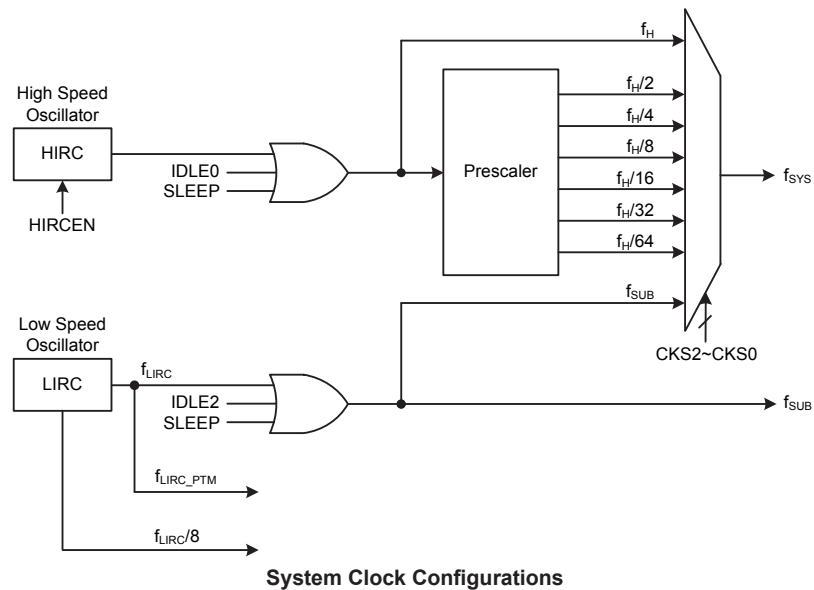 High Speed
Oscillator
HIRC
HIRCEN
IDLE0
SLEEP
Prescaler
fH
fH/2
fH/4
fH/8
fH/16
fH/32
fH/64
fSUB
fSYS
CKS2~CKS0
Low Speed
Oscillator
LIRC
fLIRC
IDLE2
SLEEP
fSUB
fLIRC_PTM
fLIRC/8
System Clock Configurations